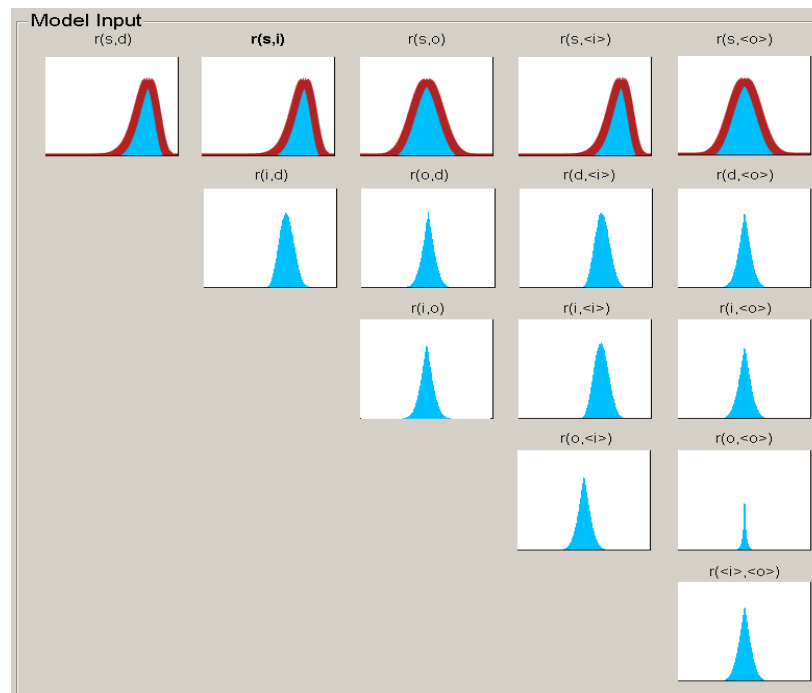 Model Input
r(s,d) r(s,i) r(s,o) r(s,<i>) r(s,<o>)
r(i,d) r(o,d) r(d,<i>) r(d,<o>)
r(i,o) r(i,<i>) r(i,<o>)
r(o,<i>) r(o,<o>)
r(<i>,<o>)